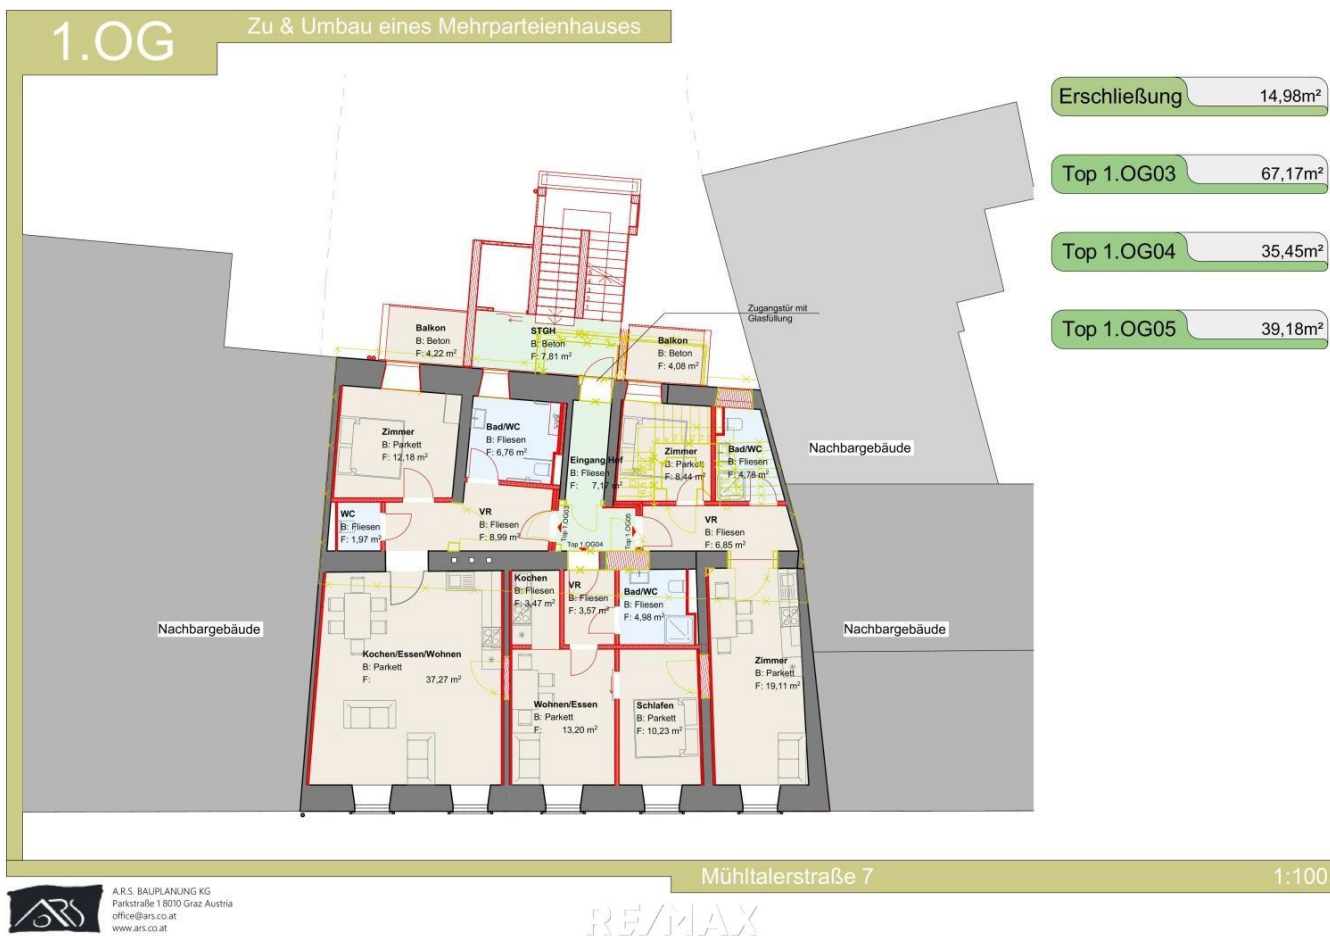 1.OG
Zu & Umbau eines Mehrparteienhauses
Erschließung 14,98m²
Top 1.OG03 67,17m²
Top 1.OG04 35,45m²
Top 1.OG05 39,18m²
Zugangstür mit
Glasfüllung
Balkon
B: Beton
F: 4,22 m²
STGH
B: Beton
F: 7,81 m²
Balkon
B: Beton
F: 4,08 m²
Zimmer
B: Parkett
F: 12,18 m²
Bad/WC
B: Fliesen
F: 6,76 m²
Eingang Hof
B: Fliesen
F: 7,17 m²
Zimmer
B: Parkett
F: 8,44 m²
Bad/WC
B: Fliesen
F: 4,78 m²
Nachbargebäude
WC
B: Fliesen
F: 1,97 m²
VR
B: Fliesen
F: 8,99 m²
Top 1.OG03
Top 1.OG04
Top 1.OG05
VR
B: Fliesen
F: 6,85 m²
Kochen
B: Fliesen
F: 3,47 m²
VR
B: Fliesen
F: 3,57 m²
Bad/WC
B: Fliesen
F: 4,98 m²
Nachbargebäude
Nachbargebäude
Kochen/Essen/Wohnen
B: Parkett
F: 37,27 m²
Zimmer
B: Parkett
F: 19,11 m²
Wohnen/Essen
B: Parkett
F: 13,20 m²
Schlafen
B: Parkett
F: 10,23 m²
Mühltalerstraße 7
1:100
ARS
A.R.S. BAUPLANUNG KG
Parkstraße 1 8010 Graz Austria
office@ars.co.at
www.ars.co.at
RE/MAX